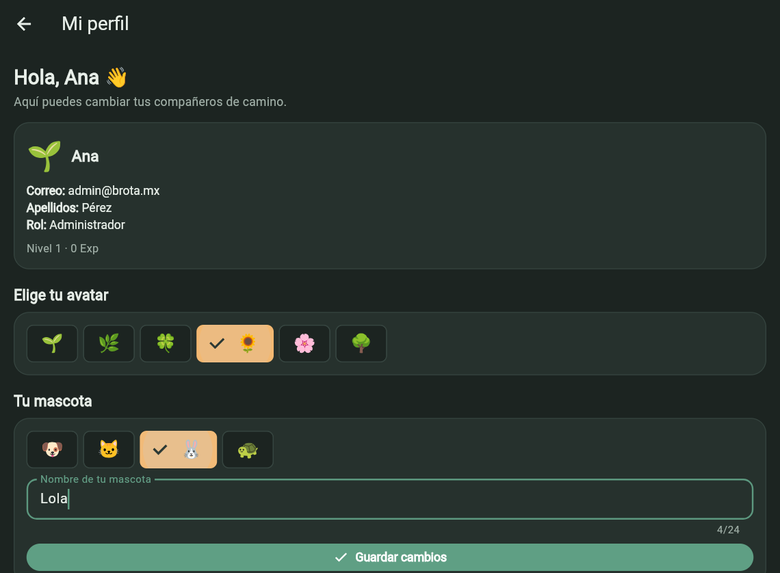 Mi perfil
Hola, Ana 👋
Aquí puedes cambiar tus compañeros de camino.
Ana
Correo: admin@brota.mx
Apellidos: Pérez
Rol: Administrador
Nivel 1 · 0 Exp
Elige tu avatar
Tu mascota
Nombre de tu mascota
Lola
4/24
Guardar cambios